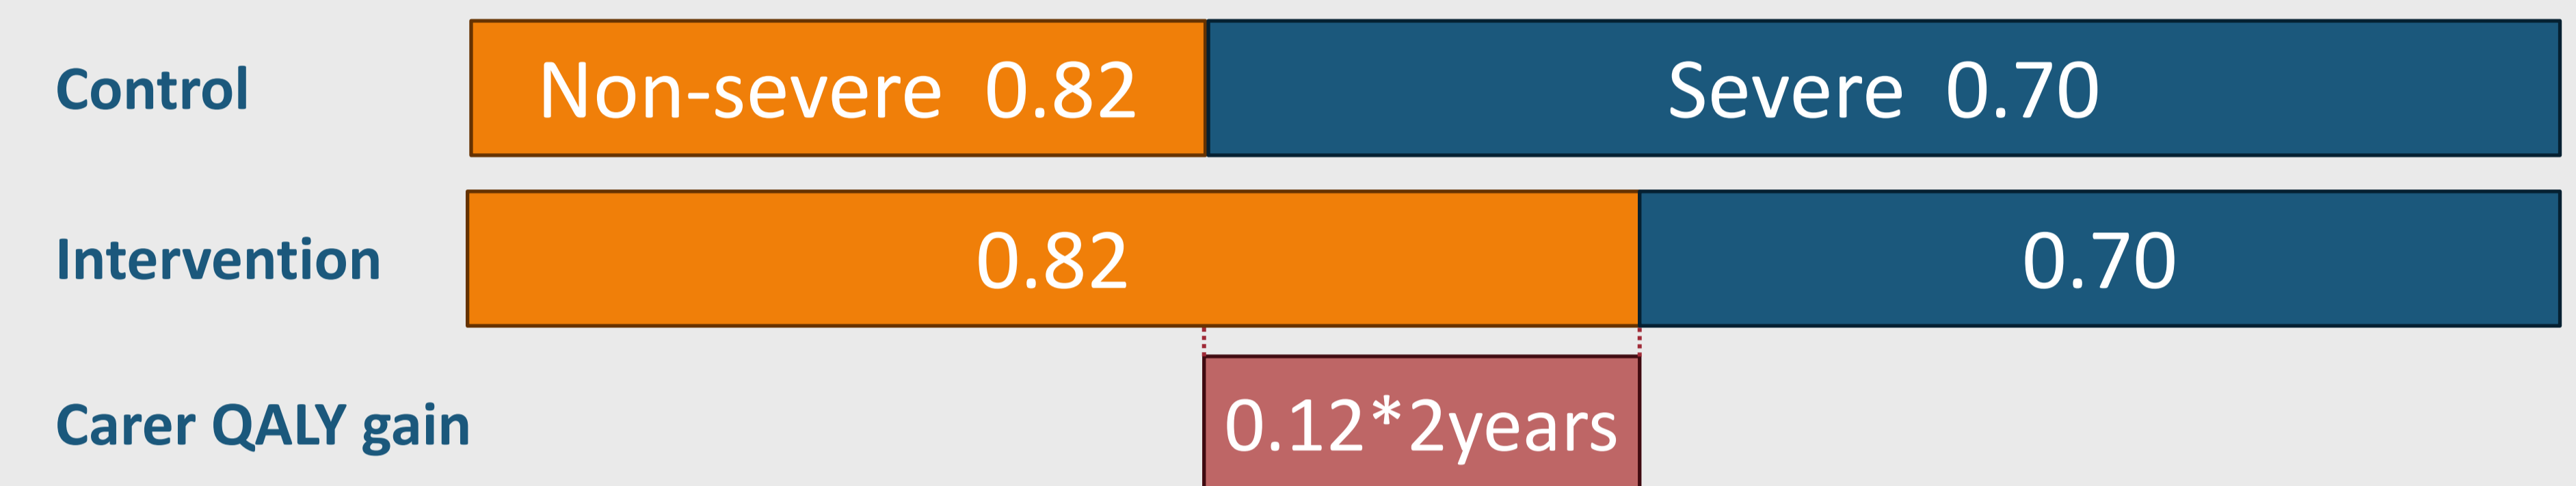 Control
Non-severe 0.82
Severe 0.70
Intervention
0.82
0.70
Carer QALY gain
0.12*2years